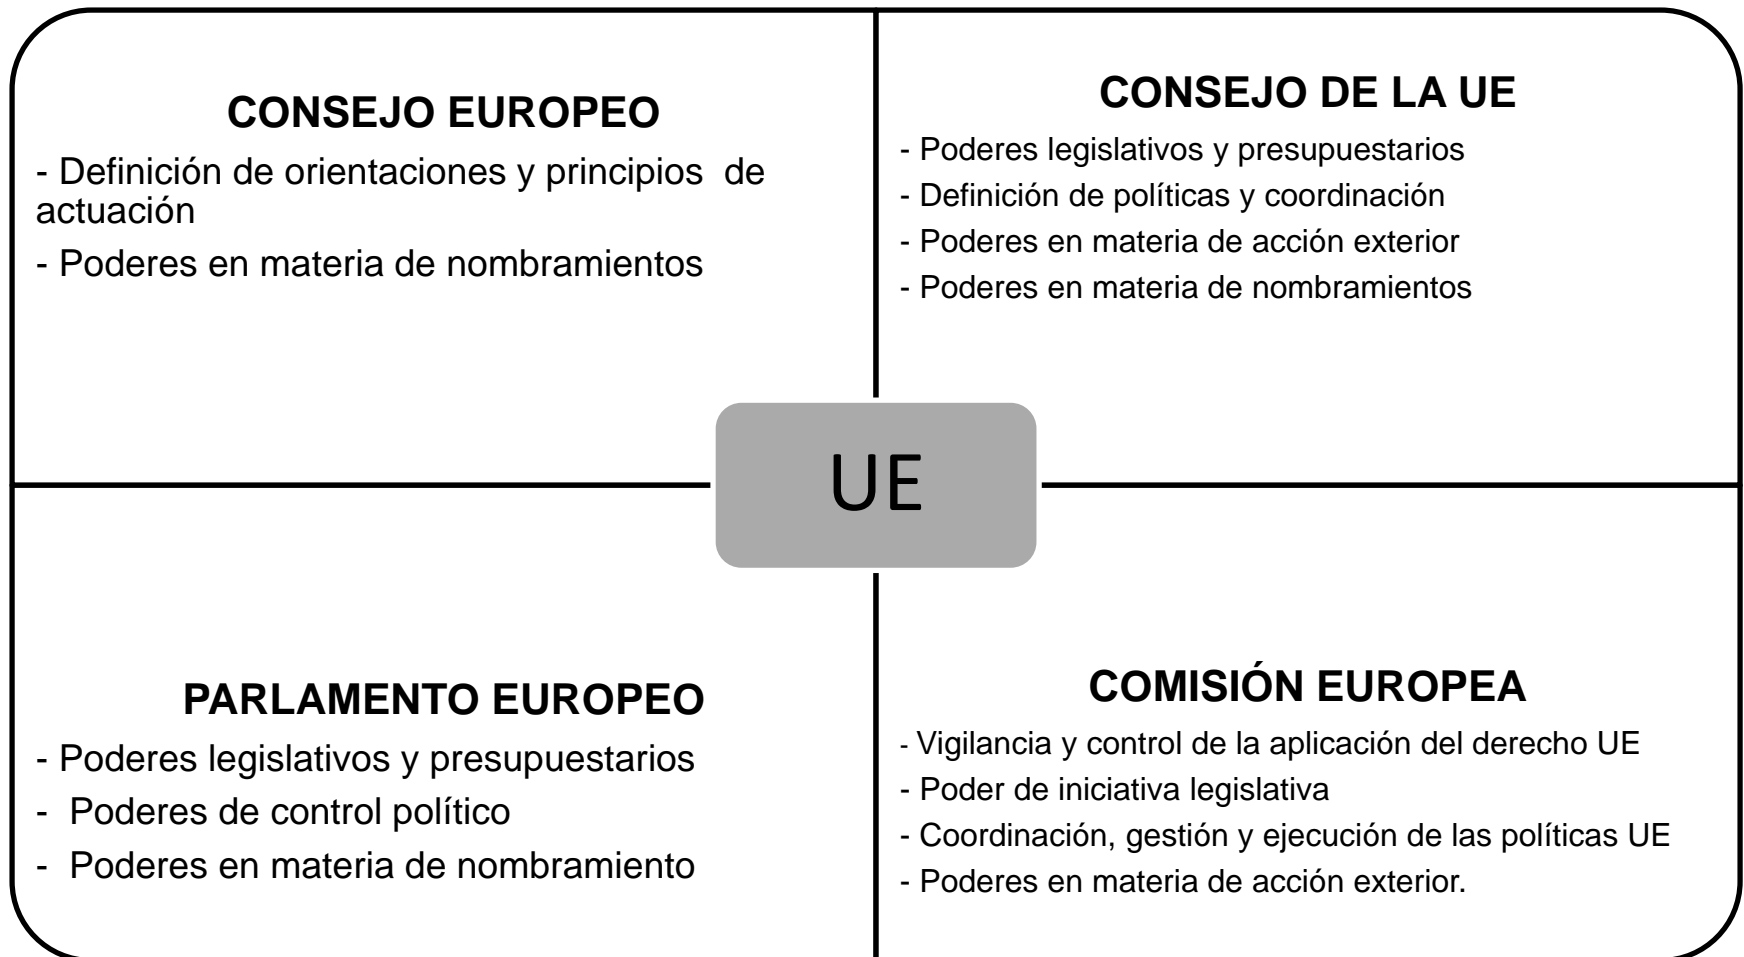 CONSEJO EUROPEO
- Definición de orientaciones y principios  de
actuación
- Poderes en materia de nombramientos
CONSEJO DE LA UE
- Poderes legislativos y presupuestarios
- Definición de políticas y coordinación
- Poderes en materia de acción exterior
- Poderes en materia de nombramientos
UE
PARLAMENTO EUROPEO
- Poderes legislativos y presupuestarios
-  Poderes de control político
-  Poderes en materia de nombramiento
COMISIÓN EUROPEA
- Vigilancia y control de la aplicación del derecho UE
- Poder de iniciativa legislativa
- Coordinación, gestión y ejecución de las políticas UE
- Poderes en materia de acción exterior.